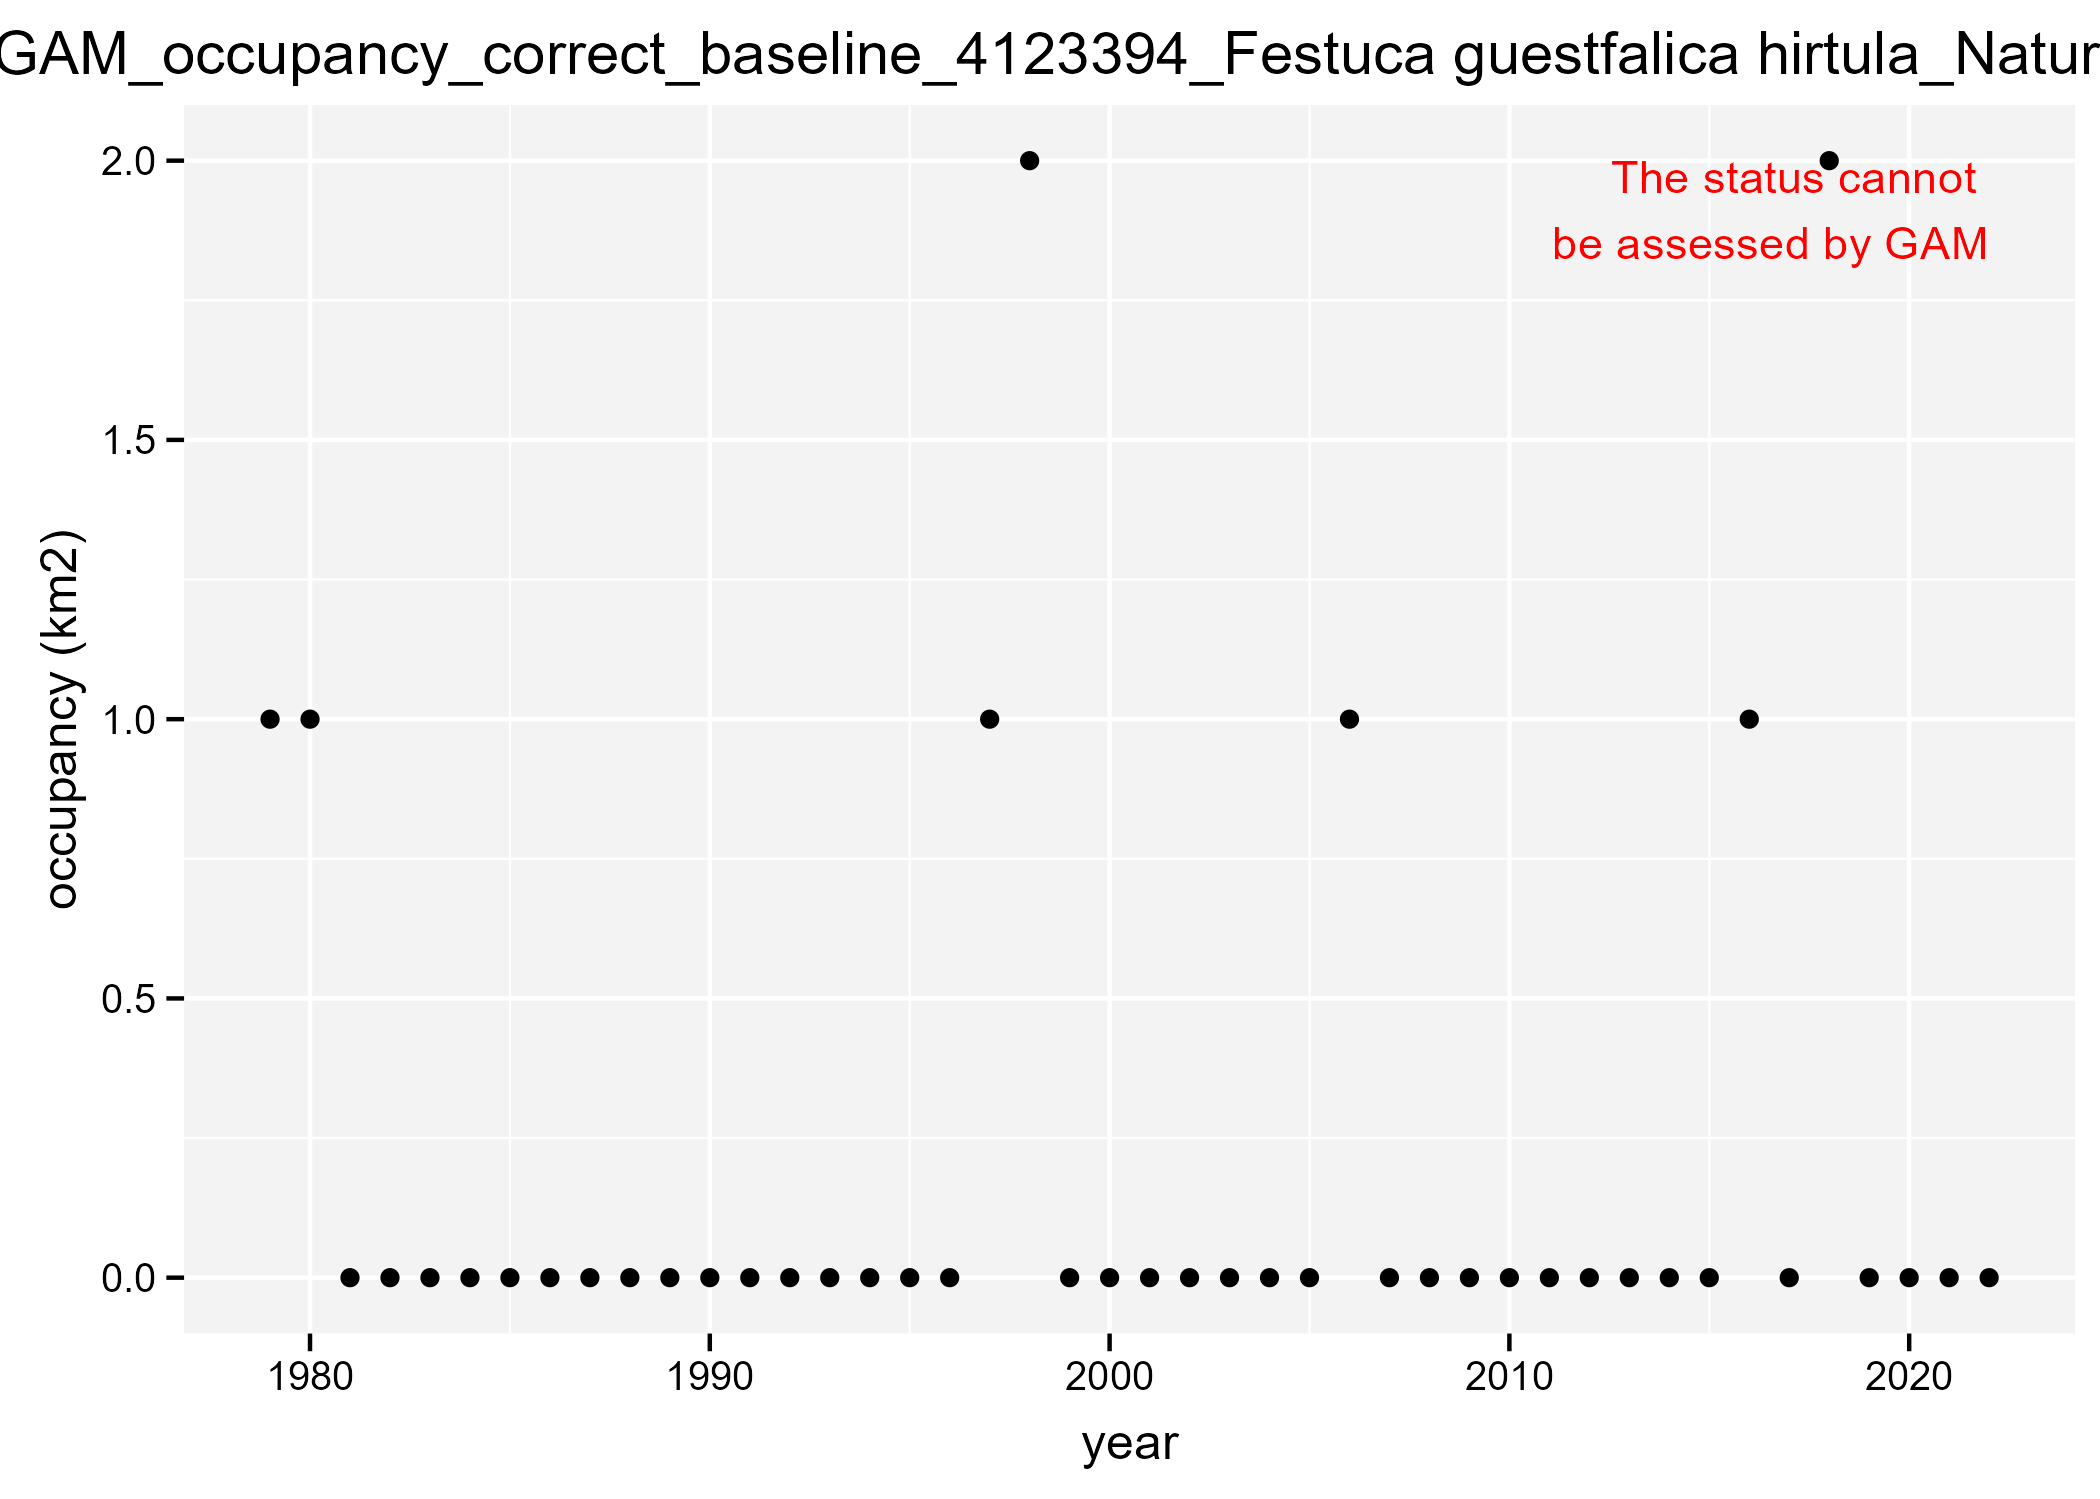 GAM_occupancy_correct_baseline_4123394_Festuca guestfalica hirtula_Natur
The status cannot
be assessed by GAM
occupancy (km2)
2.0
1.5
1.0
0.5
0.0
1980 1990 2000 2010 2020
year